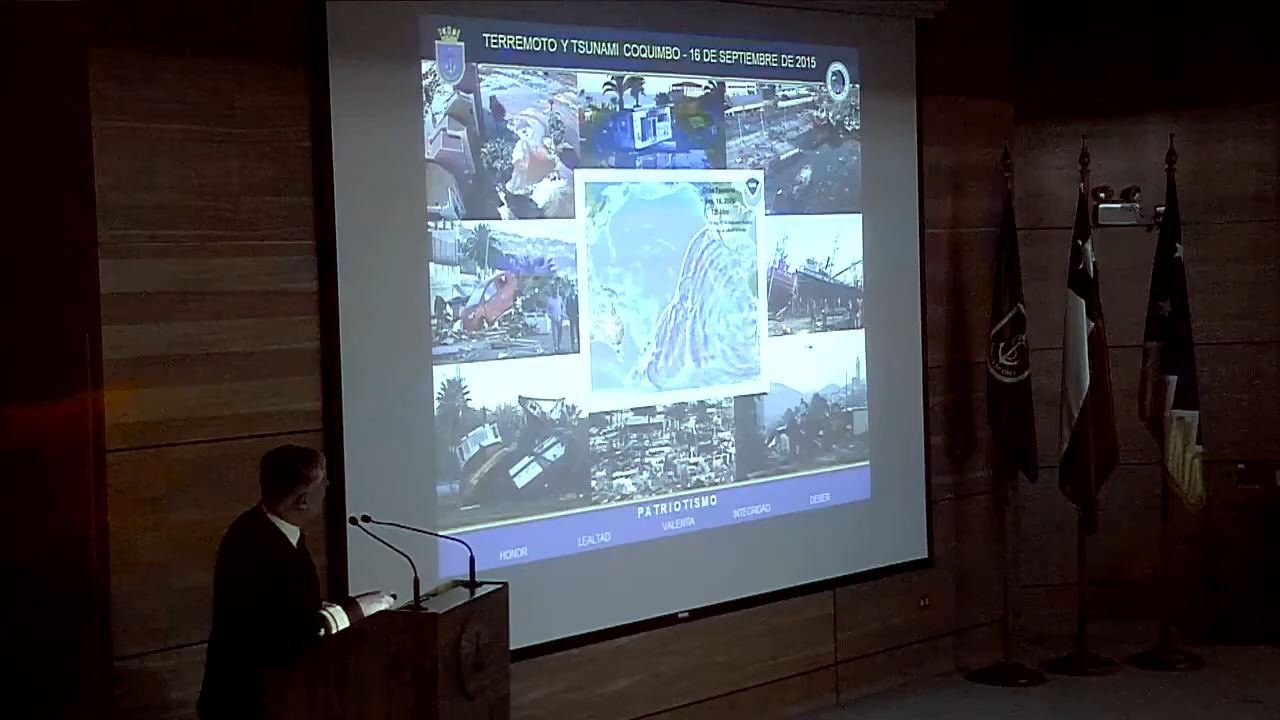 TERREMOTO Y TSUNAMI COQUIMBO - 16 DE SEPTIEMBRE DE 2015
PATRIOTISMO
HONOR LEALTAD VALENTIA INTEGRIDAD DEBER